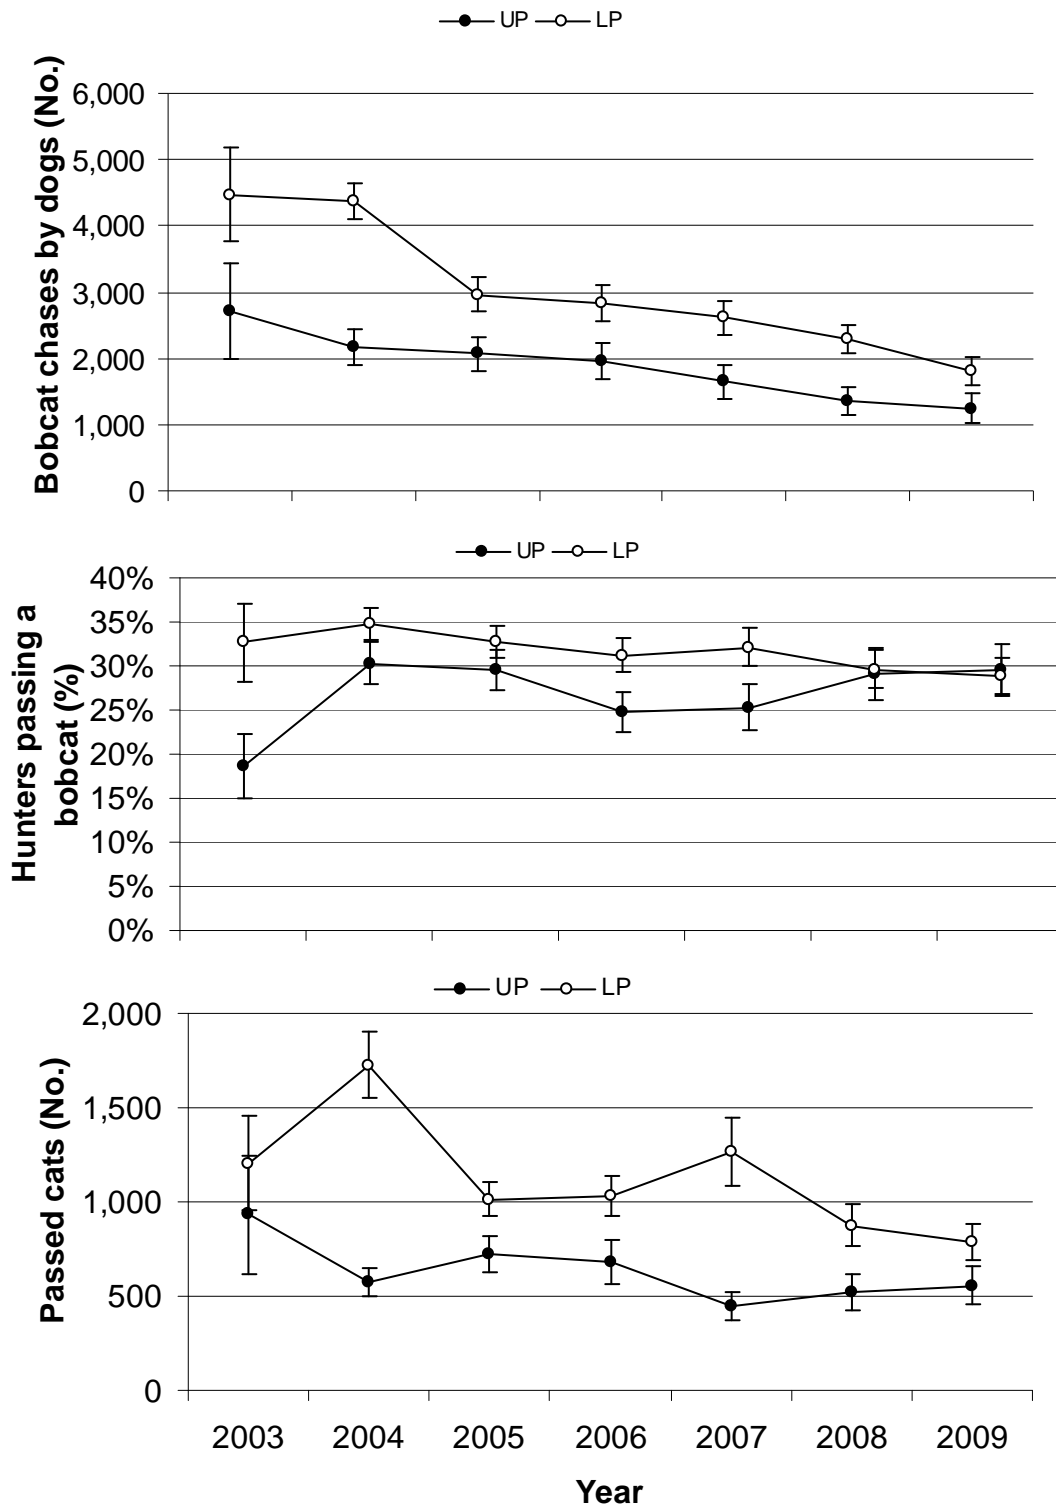 UP LP
Bobcat chases by dogs (No.)
6,000
5,000
4,000
3,000
2,000
1,000
0
UP LP
Hunters passing a
bobcat (%)
40%
35%
30%
25%
20%
15%
10%
5%
0%
UP LP
Passed cats (No.)
2,000
1,500
1,000
500
0
2003 2004 2005 2006 2007 2008 2009
Year